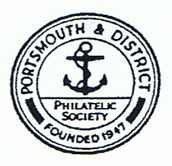 PORTSMOUTH & DISTRICT
PHILATELIC
SOCIETY
FOUNDED 1947